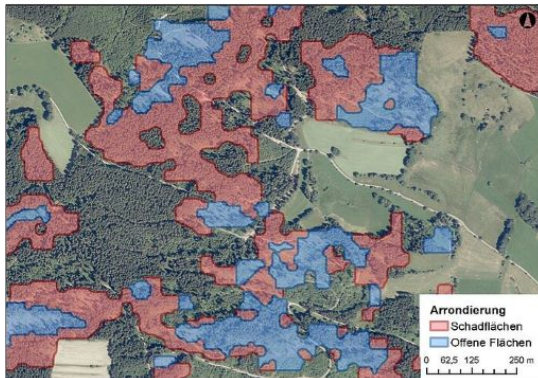 Arrondierung
Schadflächen
Offene Flächen
0 62,5 125 250 m